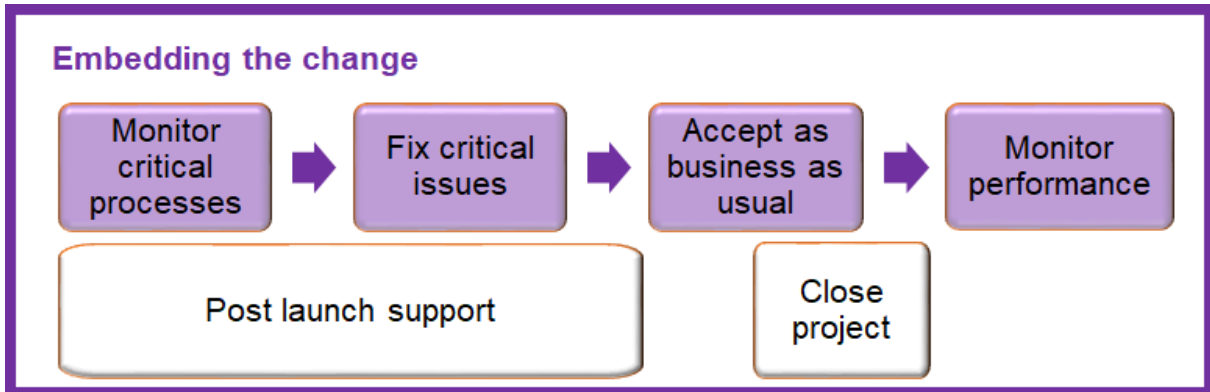 Embedding the change
Monitor
critical
processes
Fix critical
issues
Accept as
business as
usual
Monitor
performance
Post launch support
Close
project